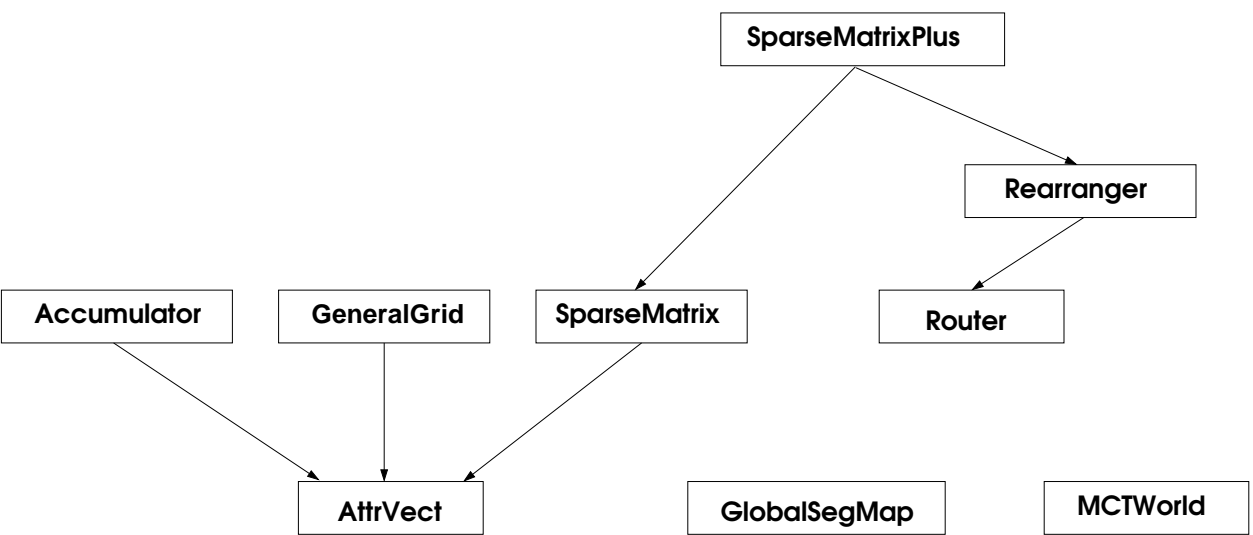 SparseMatrixPlus
Rearranger
Accumulator
GeneralGrid
SparseMatrix
Router
AttrVect
GlobalSegMap
MCTWorld